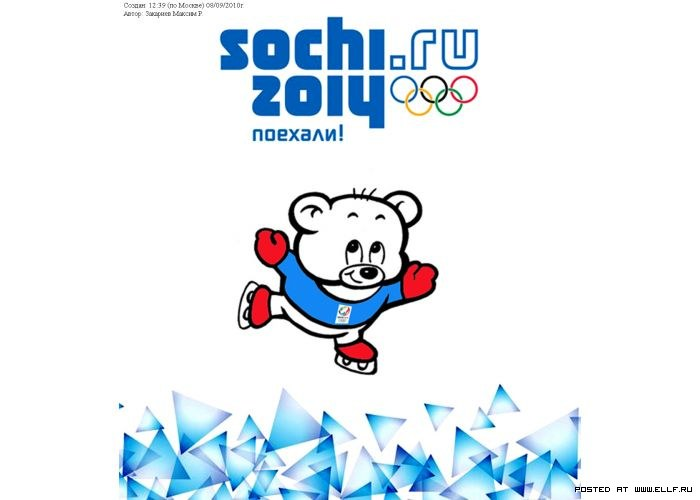 Создан: 12:39 (по Москве) 08/09/2010г
Автор: Закариев Максим Р.
sochi.ru
2014
поехали!
POSTED AT WWW.ELLF.RU